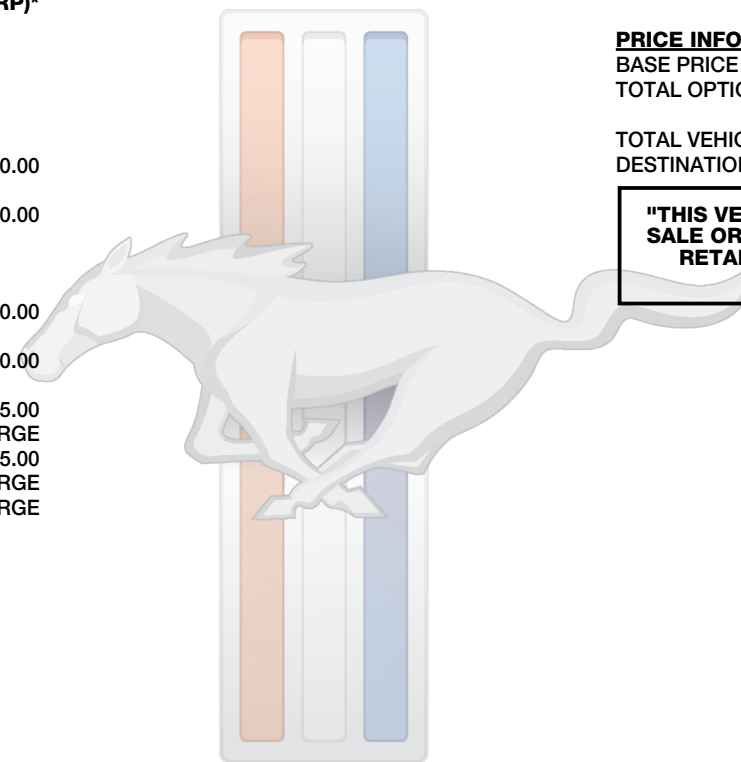 RP)*
0.00
0.00
0.00
0.00
5.00
RGE
5.00
RGE
RGE
PRICE INFO
BASE PRICE
TOTAL OPTIO
TOTAL VEHIC
DESTINATION
"THIS VE
SALE OR
RETAI